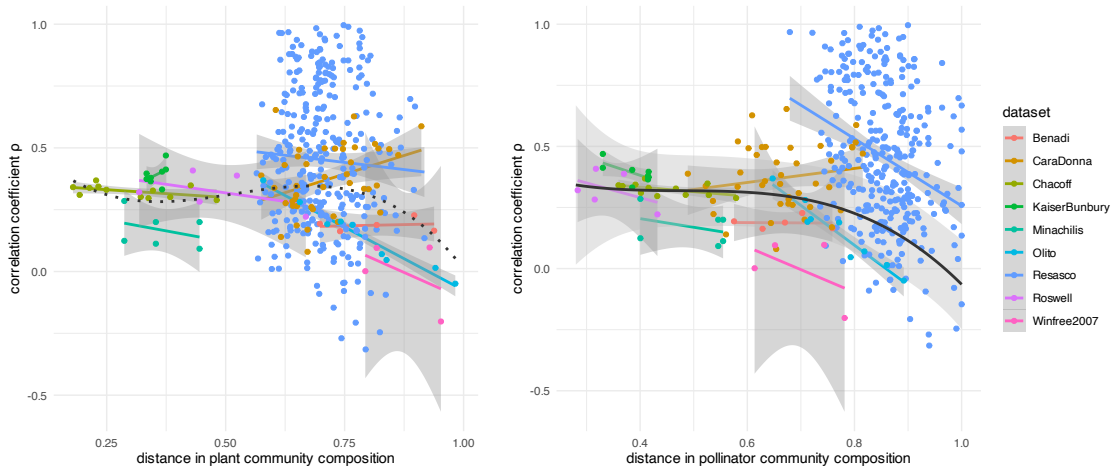 1.0
0.5
0.0
-0.5
correlation coefficient ρ
0.25
0.50
0.75
1.00
distance in plant community composition
1.0
0.5
0.0
-0.5
correlation coefficient ρ
0.4
0.6
0.8
1.0
distance in pollinator community composition
dataset
Benadi
CaraDonna
Chacoff
KaiserBunbury
Minachilis
Olito
Resasco
Roswell
Winfree2007